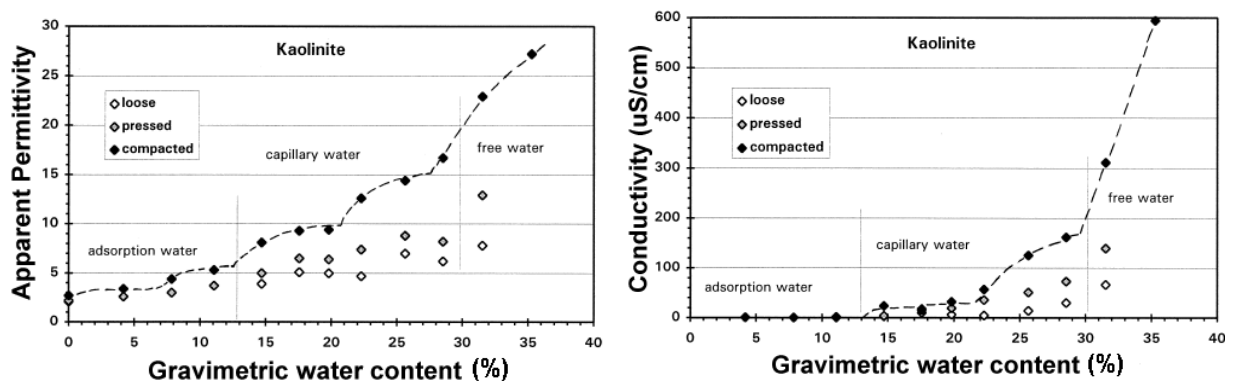 30
25
20
15
10
5
0
Apparent Permittivity
Kaolinite
loose
pressed
compacted
adsorption water
capillary water
free water
0 5 10 15 20 25 30 35 40
Gravimetric water content (%)
600
500
400
300
200
100
0
Conductivity (uS/cm)
Kaolinite
loose
pressed
compacted
adsorption water
capillary water
free water
0 5 10 15 20 25 30 35 40
Gravimetric water content (%)